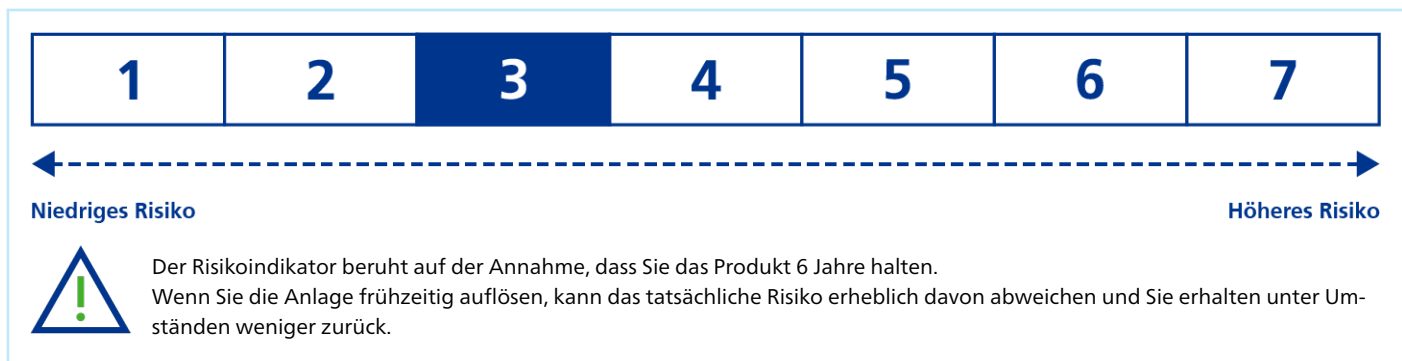 1 2 3 4 5 6 7
Niedriges Risiko Höheres Risiko
Der Risikoindikator beruht auf der Annahme, dass Sie das Produkt 6 Jahre halten.
Wenn Sie die Anlage frühzeitig auflösen, kann das tatsächliche Risiko erheblich davon abweichen und Sie erhalten unter Um-
ständen weniger zurück.